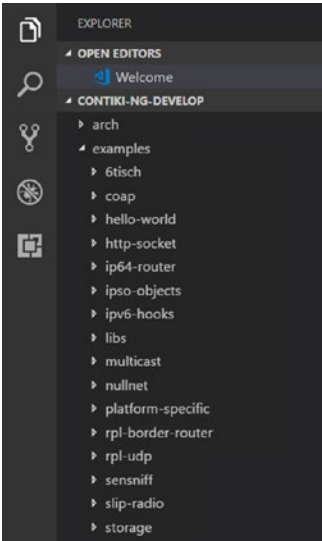 EXPLORER
OPEN EDITORS
Welcome
CONTIKI-NG-DEVELOP
arch
examples
6tisch
coap
hello-world
http-socket
ip64-router
ipso-objects
ipv6-hooks
libs
multicast
nullnet
platform-specific
rpl-border-router
rpl-udp
sensniff
slip-radio
storage